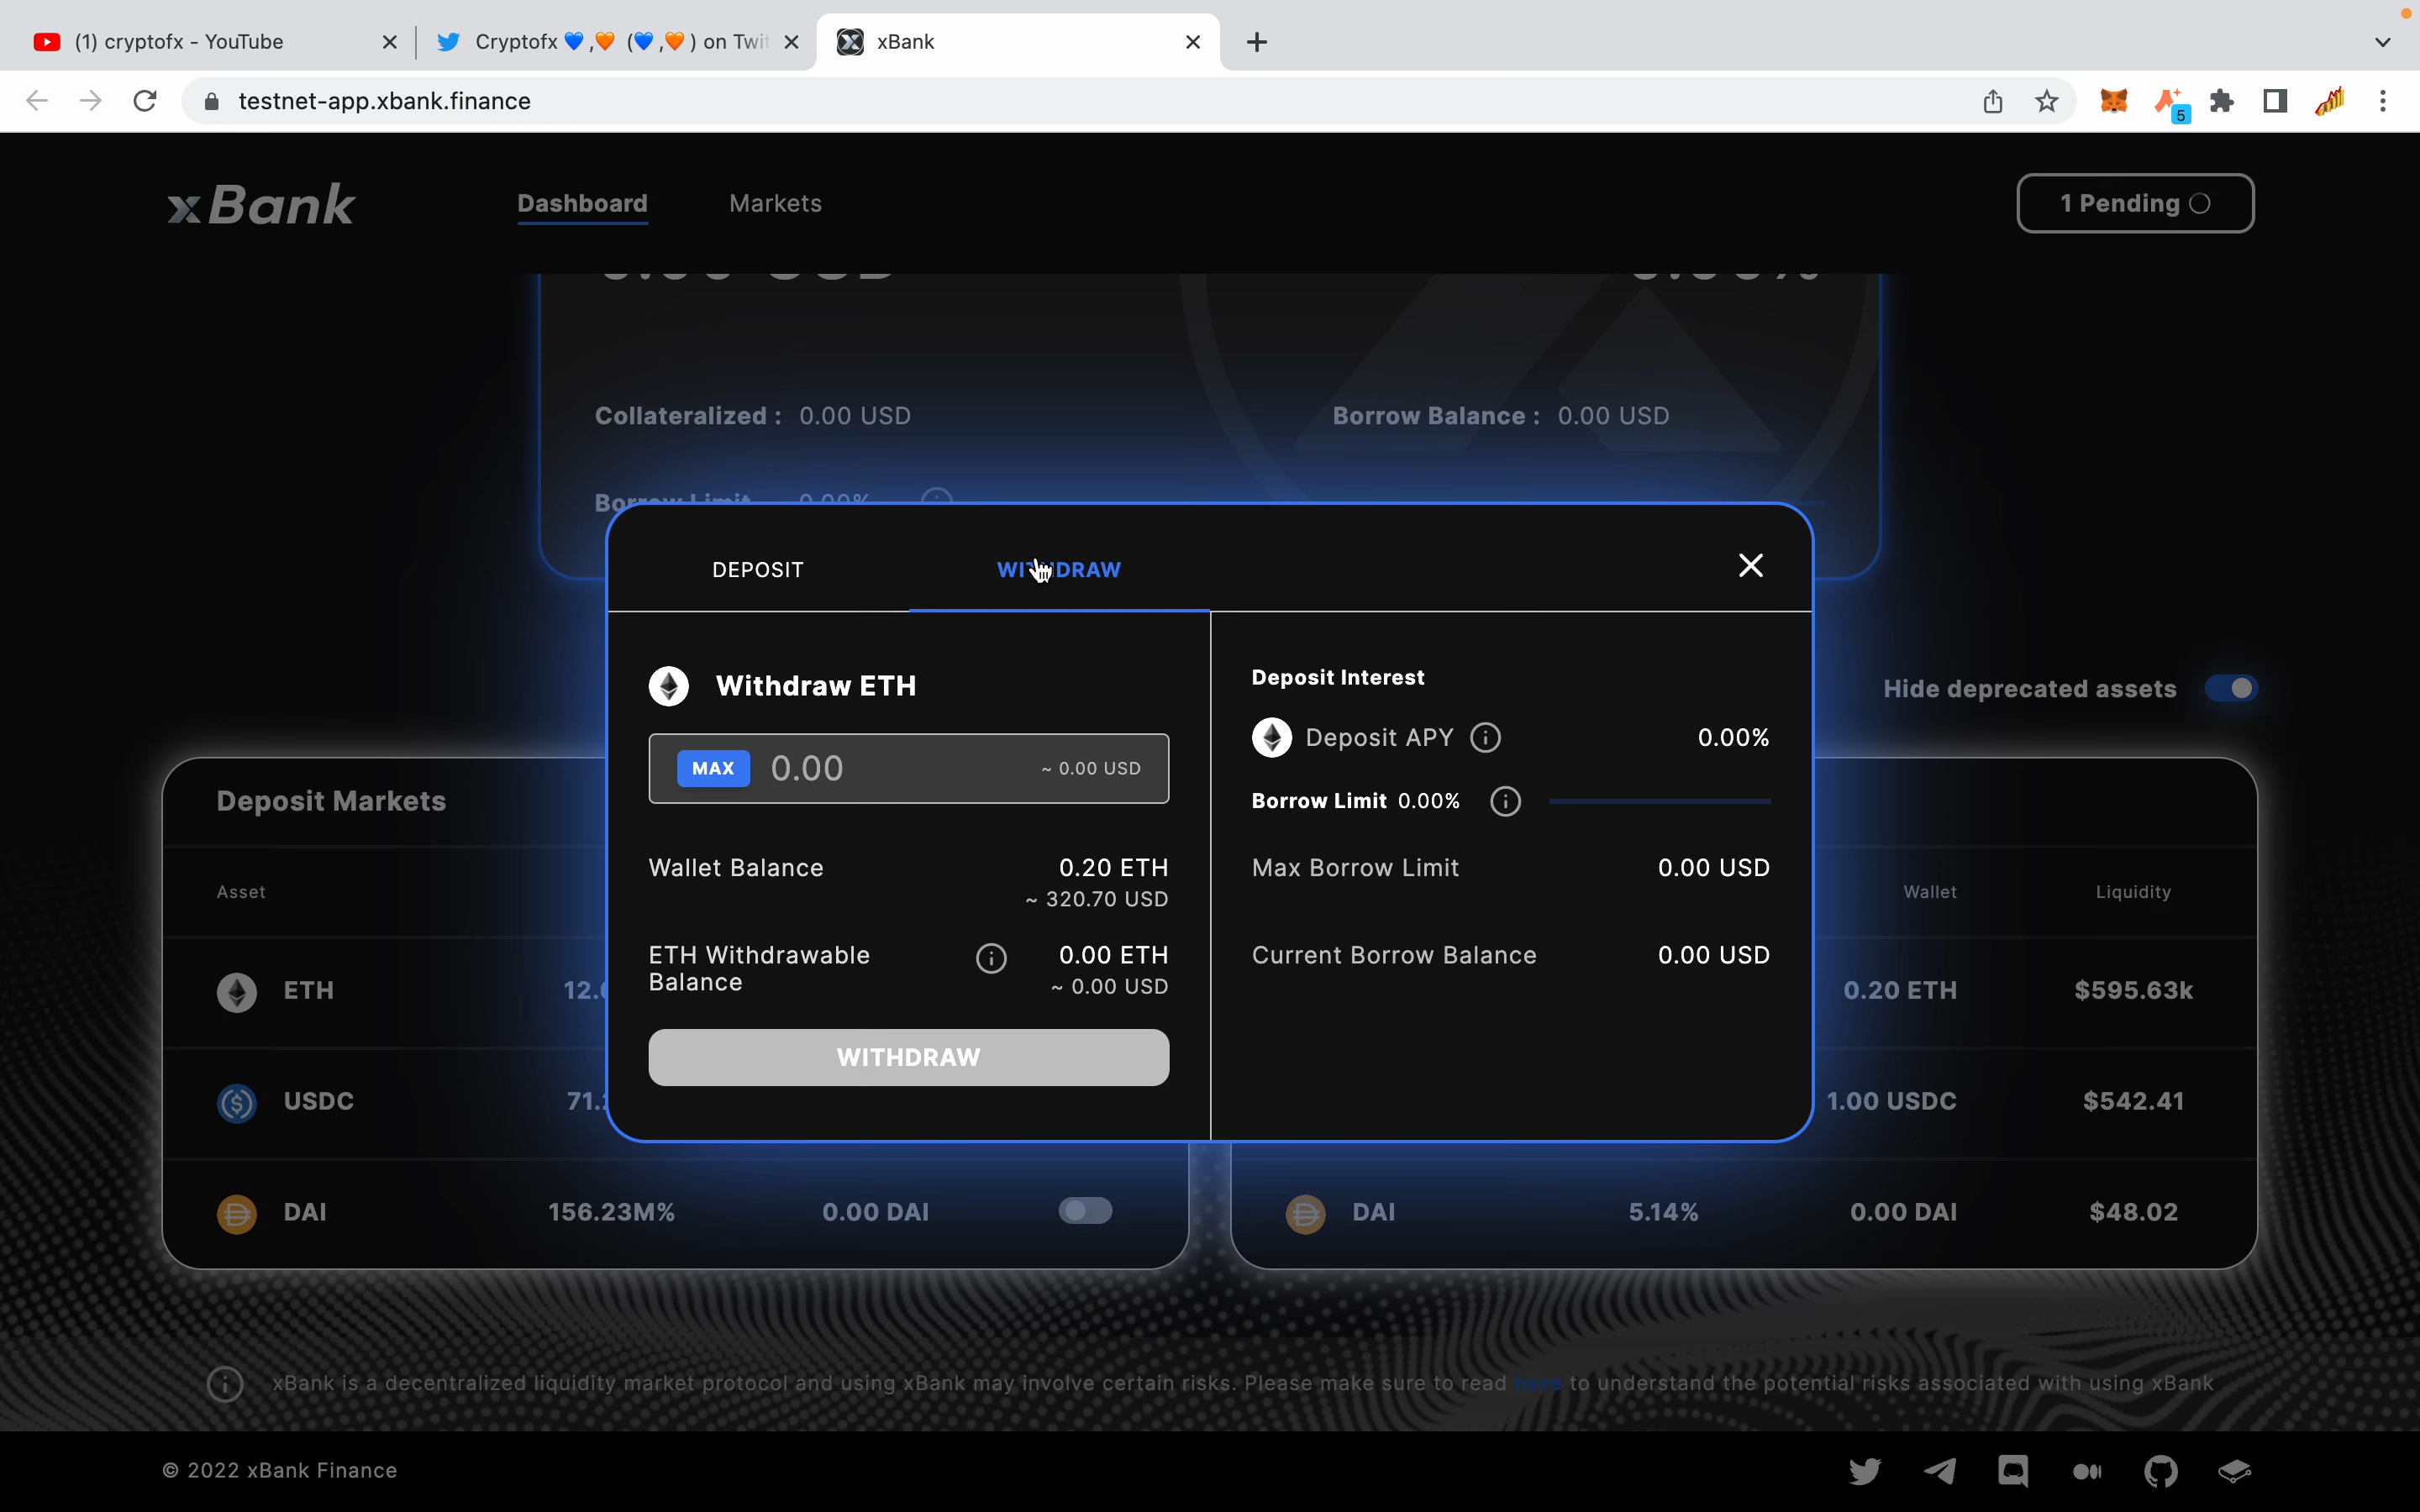 (1) cryptofx - YouTube
Cryptofx 💙,🧡 (💙,🧡) on Twit
xBank
testnet-app.xbank.finance
5
xBank
Dashboard
Markets
1 Pending
Collateralized : 0.00 USD
Borrow Balance : 0.00 USD
Borrow Limit 0.00%
DEPOSIT
WITHDRAW
Withdraw ETH
MAX 0.00 ~ 0.00 USD
Wallet Balance 0.20 ETH
~ 320.70 USD
ETH Withdrawable Balance 0.00 ETH
~ 0.00 USD
WITHDRAW
Deposit Interest
Deposit APY 0.00%
Borrow Limit 0.00%
Max Borrow Limit 0.00 USD
Current Borrow Balance 0.00 USD
Hide deprecated assets
Deposit Markets
Asset
Wallet Liquidity
ETH
0.20 ETH $595.63k
USDC
1.00 USDC $542.41
DAI 156.23M% 0.00 DAI
DAI 5.14% 0.00 DAI $48.02
xBank is a decentralized liquidity market protocol and using xBank may involve certain risks. Please make sure to read here to understand the potential risks associated with using xBank
© 2022 xBank Finance